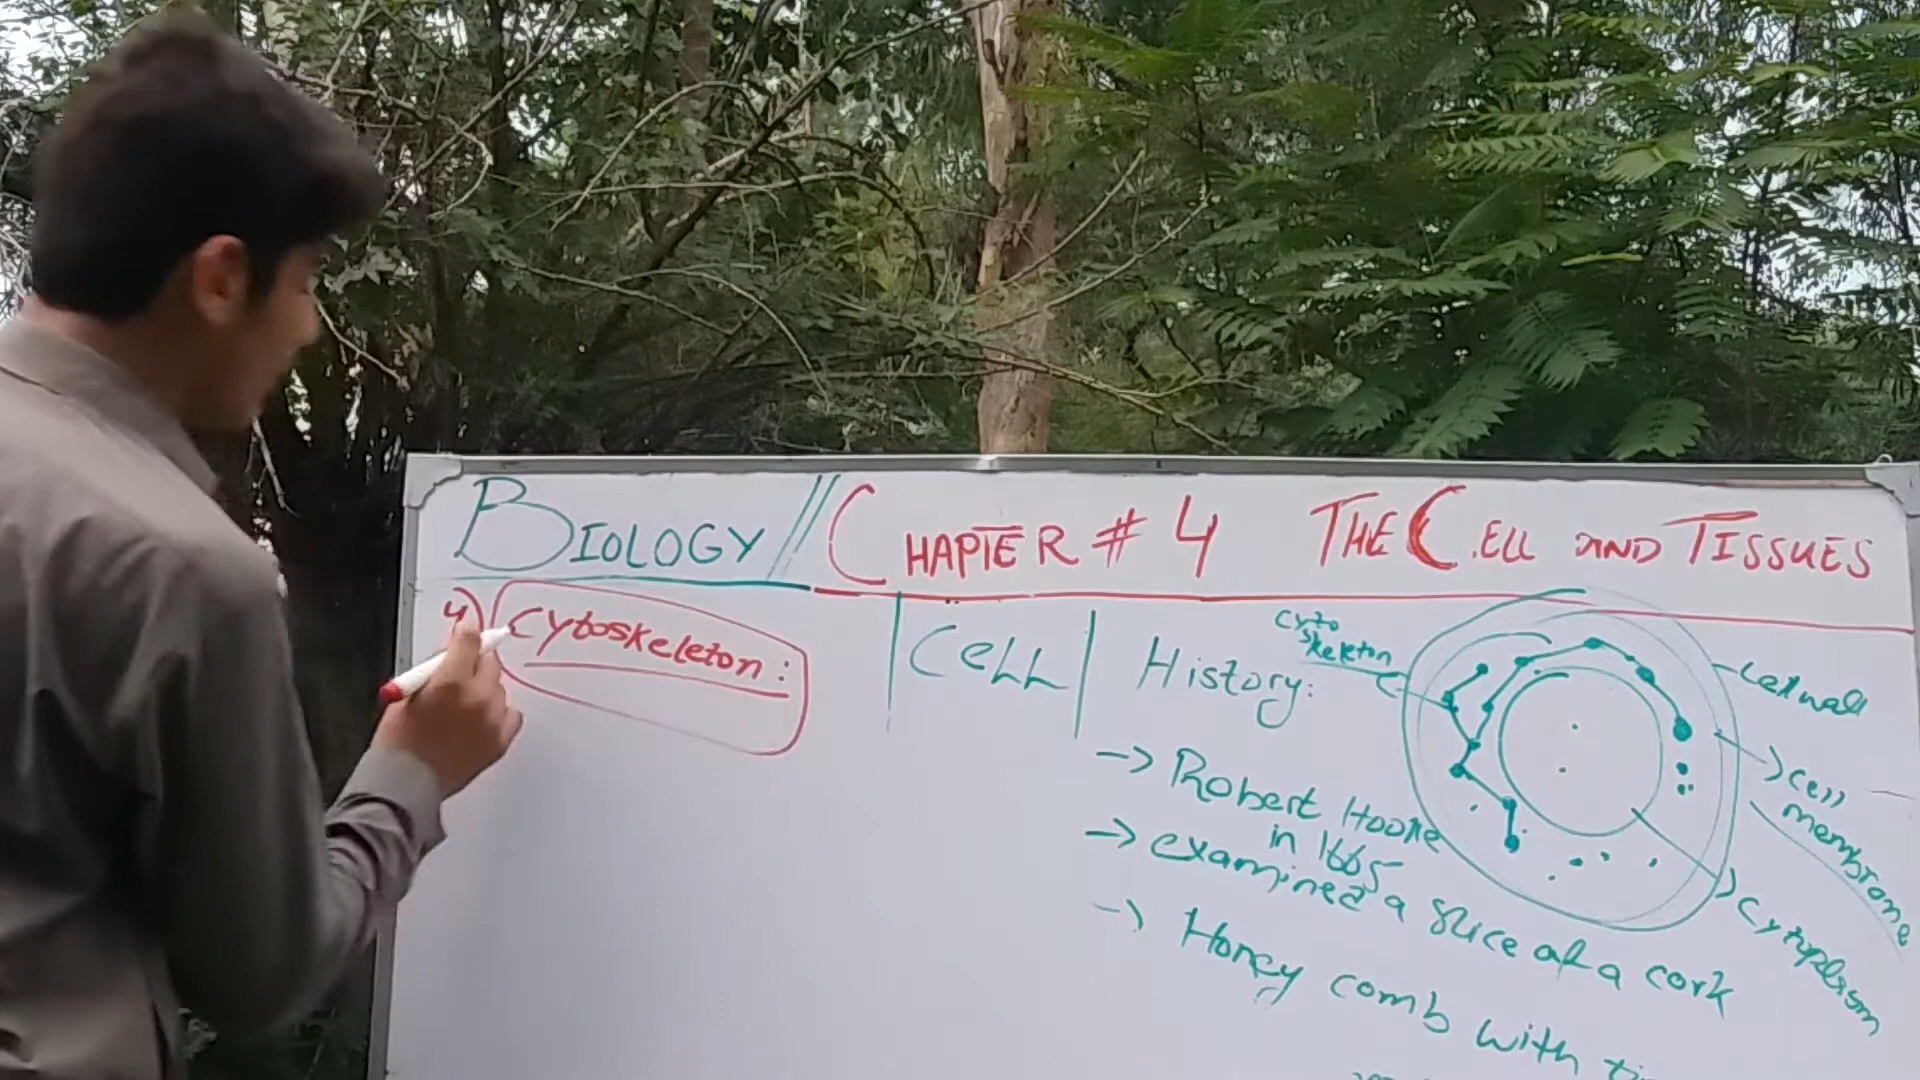 BIOLOGY // CHAPTER # 4 THE CELL AND TISSUES
4) Cytoskeleton:
CELL
History:
→ Robert Hooke
in 1665
→ examined a slice of a cork
→ Honey comb with
Cyto
skeleton
Cell wall
Cell
membrane
Cytoplasm